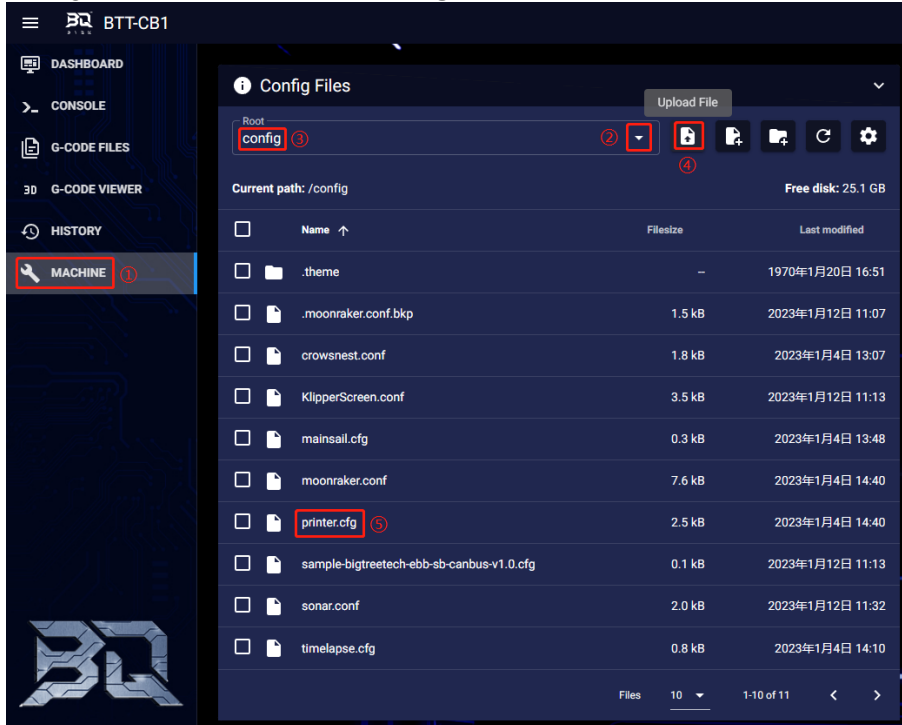 BTT-CB1
DASHBOARD
CONSOLE
G-CODE FILES
3D G-CODE VIEWER
HISTORY
MACHINE ①
Config Files
Upload File
Root
config ③
②
④
Current path: /config
Free disk: 25.1 GB
Name Filesize Last modified
.theme -- 1970年1月20日 16:51
.moonraker.conf.bkp 1.5 kB 2023年1月12日 11:07
crowsnest.conf 1.8 kB 2023年1月4日 13:07
KlipperScreen.conf 3.5 kB 2023年1月12日 11:13
mainsail.cfg 0.3 kB 2023年1月4日 13:48
moonraker.conf 7.6 kB 2023年1月4日 14:40
printer.cfg ⑤ 2.5 kB 2023年1月4日 14:40
sample-bigtreetech-ebb-sb-canbus-v1.0.cfg 0.1 kB 2023年1月12日 11:13
sonar.conf 2.0 kB 2023年1月12日 11:32
timelapse.cfg 0.8 kB 2023年1月4日 14:10
Files 10 1-10 of 11